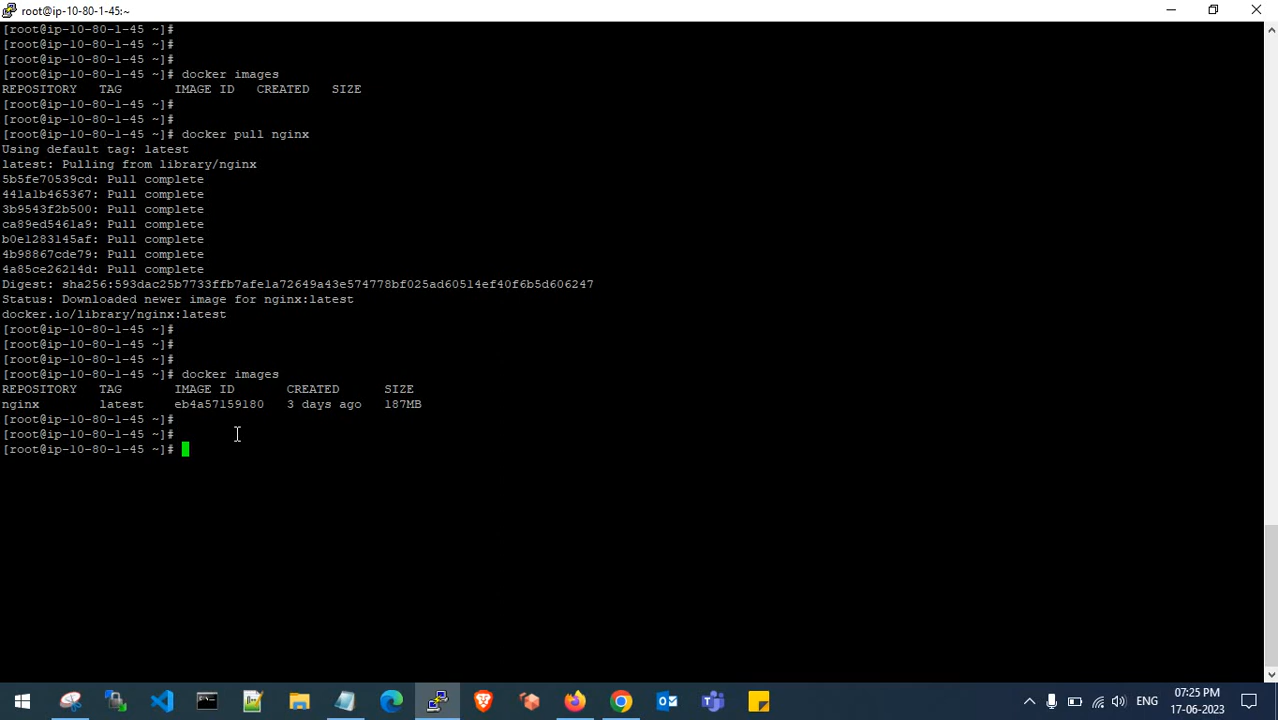 root@ip-10-80-1-45:~
[root@ip-10-80-1-45 ~]#
[root@ip-10-80-1-45 ~]#
[root@ip-10-80-1-45 ~]#
[root@ip-10-80-1-45 ~]# docker images
REPOSITORY   TAG       IMAGE ID   CREATED   SIZE
[root@ip-10-80-1-45 ~]#
[root@ip-10-80-1-45 ~]#
[root@ip-10-80-1-45 ~]# docker pull nginx
Using default tag: latest
latest: Pulling from library/nginx
5b5fe70539cd: Pull complete
441a1b465367: Pull complete
3b9543f2b500: Pull complete
ca89ed5461a9: Pull complete
b0e1283145af: Pull complete
4b98867cde79: Pull complete
4a85ce26214d: Pull complete
Digest: sha256:593dac25b7733ffb7afe1a72649a43e574778bf025ad60514ef40f6b5d606247
Status: Downloaded newer image for nginx:latest
docker.io/library/nginx:latest
[root@ip-10-80-1-45 ~]#
[root@ip-10-80-1-45 ~]#
[root@ip-10-80-1-45 ~]#
[root@ip-10-80-1-45 ~]# docker images
REPOSITORY   TAG       IMAGE ID       CREATED      SIZE
nginx        latest    eb4a57159180   3 days ago   187MB
[root@ip-10-80-1-45 ~]#
[root@ip-10-80-1-45 ~]#
[root@ip-10-80-1-45 ~]#
ENG
07:25 PM
17-06-2023